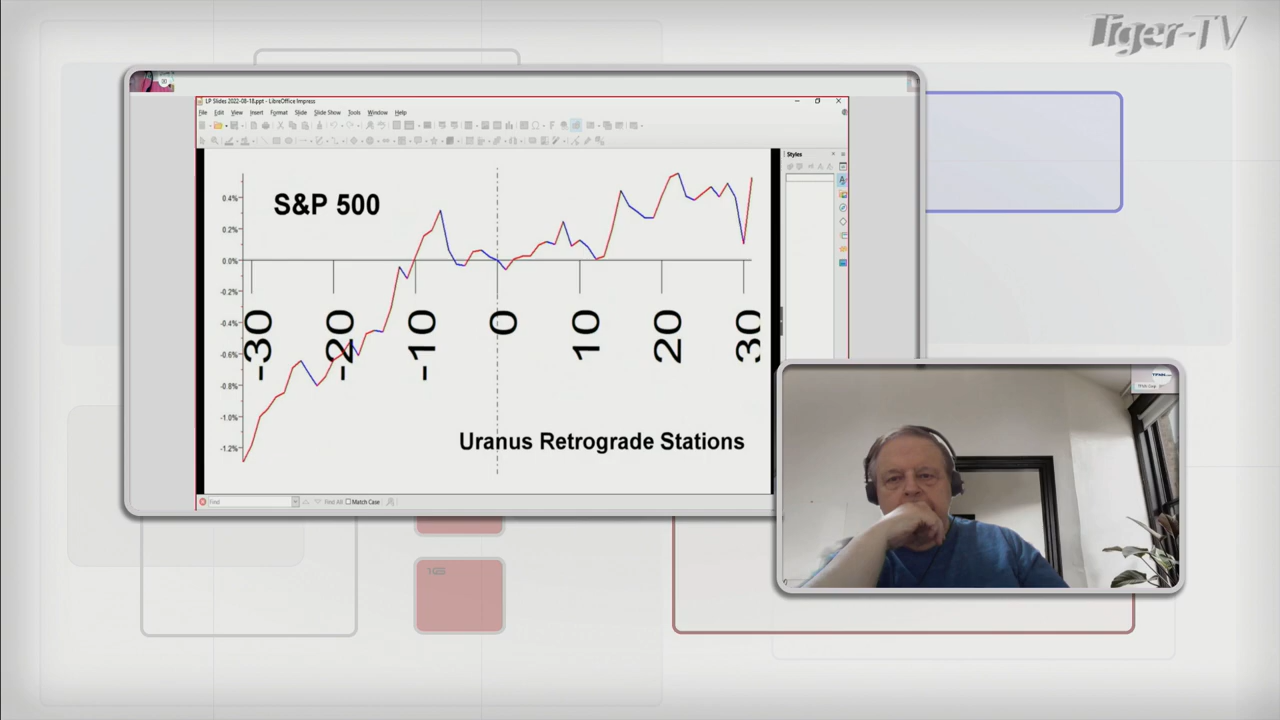 Tiger-TV
LP Slides 2022-08-18.ppt - LibreOffice Impress
File Edit View Insert Format Slide Slide Show Tools Window Help
Styles
S&P 500
0.4%
0.2%
0.0%
-0.2%
-0.4%
-0.6%
-0.8%
-1.0%
-1.2%
-30 -20 -10 0 10 20 30
Uranus Retrograde Stations
Find
Find All
Match Case